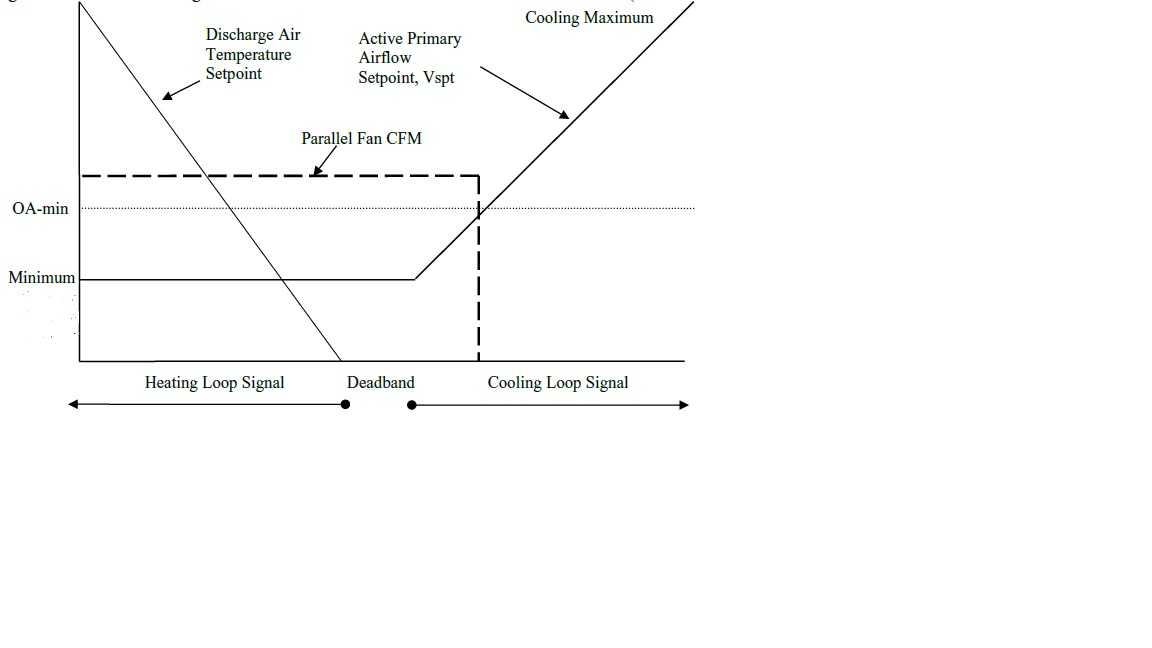 Cooling Maximum
Discharge Air
Temperature
Setpoint
Active Primary
Airflow
Setpoint, Vspt
Parallel Fan CFM
OA-min
Minimum
Heating Loop Signal
Deadband
Cooling Loop Signal